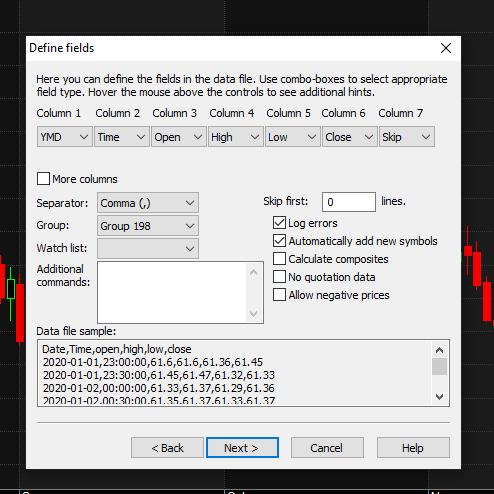 Define fields
Here you can define the fields in the data file. Use combo-boxes to select appropriate
field type. Hover the mouse above the controls to see additional hints.
Column 1 Column 2 Column 3 Column 4 Column 5 Column 6 Column 7
YMD Time Open High Low Close Skip
More columns
Separator: Comma (,)
Skip first: 0 lines.
Group: Group 198
Log errors
Watch list:
Automatically add new symbols
Additional
commands:
Calculate composites
No quotation data
Allow negative prices
Data file sample:
Date,Time,open,high,low,close
2020-01-01,23:00:00,61.6,61.6,61.36,61.45
2020-01-01,23:30:00,61.45,61.47,61.32,61.33
2020-01-02,00:00:00,61.33,61.37,61.29,61.36
2020-01-02,00:30:00,61.35,61.37,61.33,61.37
< Back Next > Cancel Help